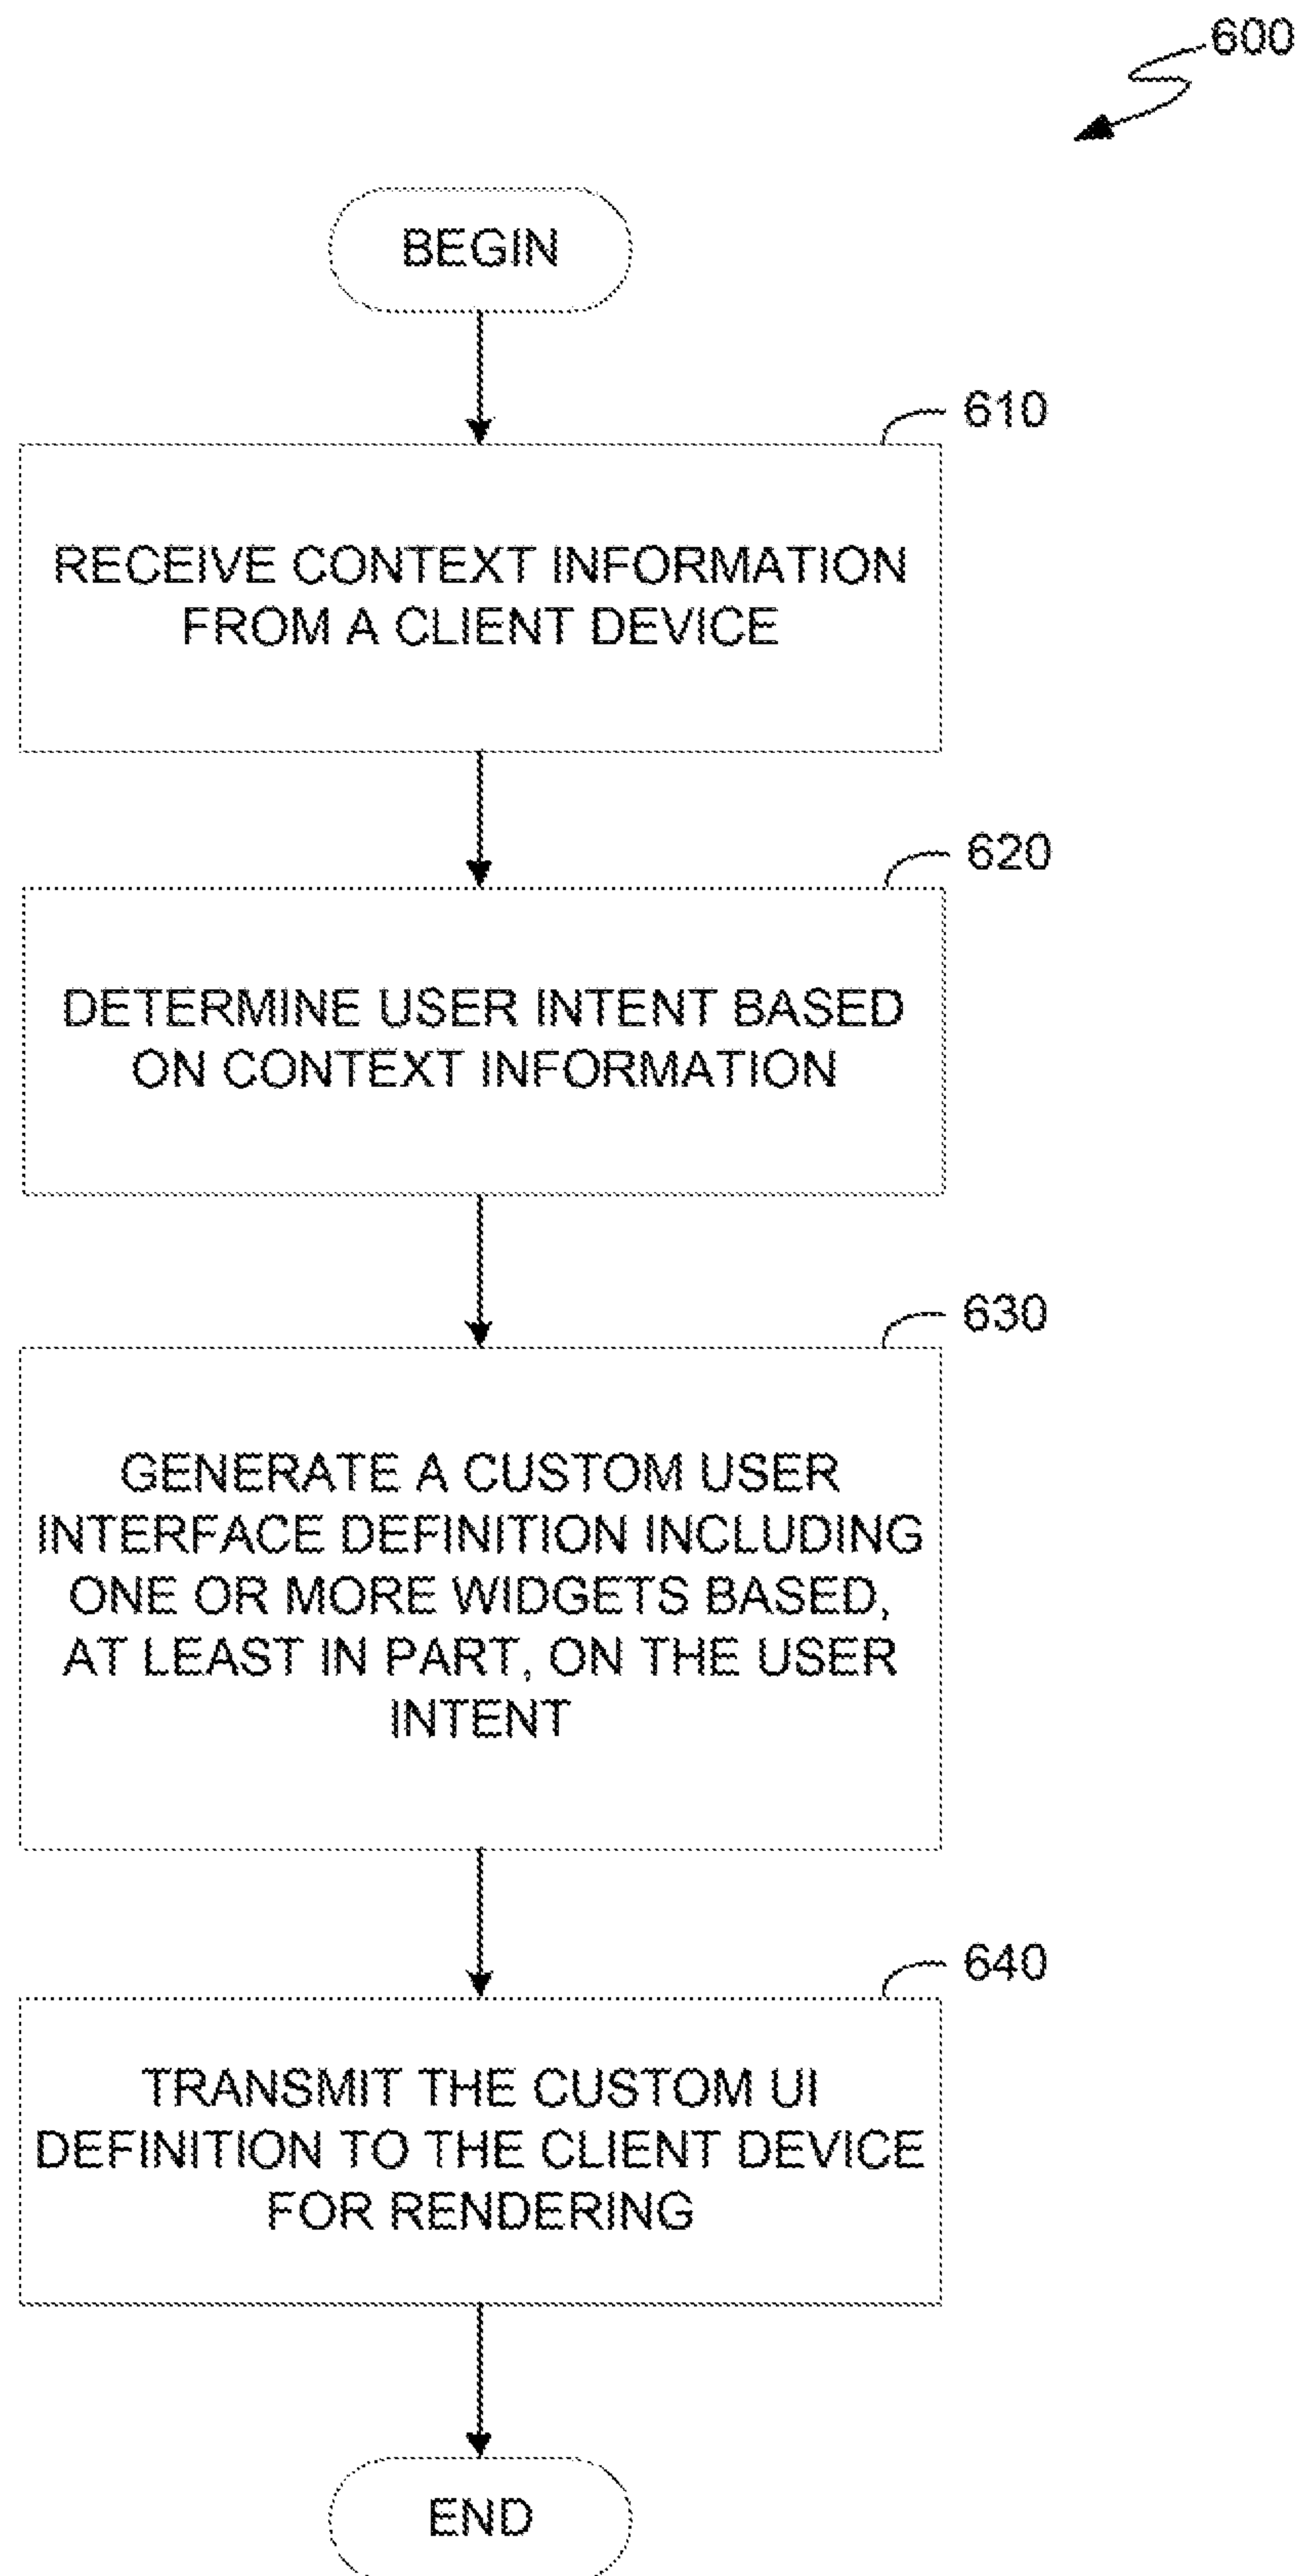 600
BEGIN
610
RECEIVE CONTEXT INFORMATION
FROM A CLIENT DEVICE
620
DETERMINE USER INTENT BASED
ON CONTEXT INFORMATION
630
GENERATE A CUSTOM USER
INTERFACE DEFINITION INCLUDING
ONE OR MORE WIDGETS BASED,
AT LEAST IN PART, ON THE USER
INTENT
640
TRANSMIT THE CUSTOM UI
DEFINITION TO THE CLIENT DEVICE
FOR RENDERING
END